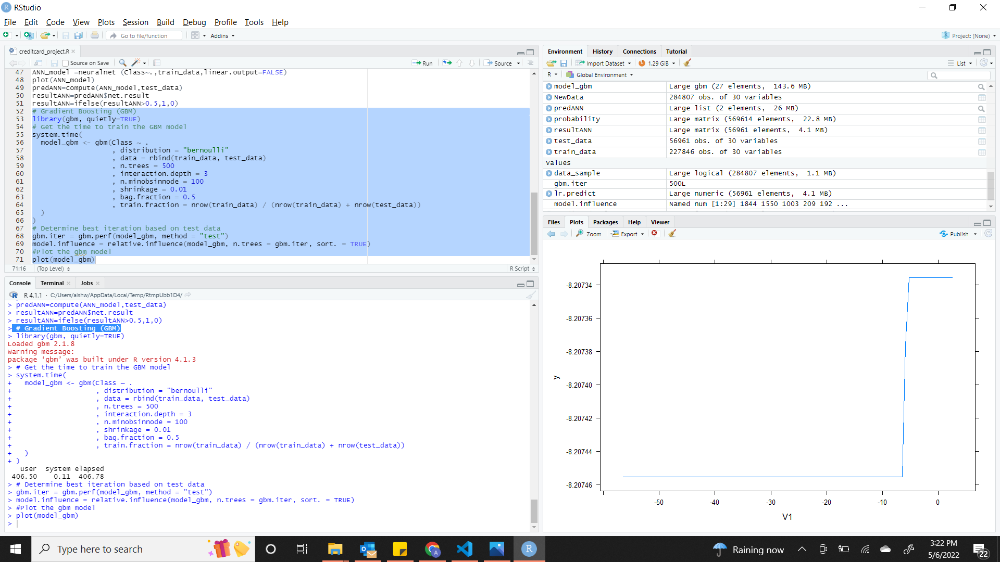 RStudio
File Edit Code View Plots Session Build Debug Profile Tools Help
Go to file/function Addins Project: (None)
creditcard_project.R
Source on Save Run Source
47 ANN_model =neuralnet (Class~.,train_data,linear.output=FALSE)
48 plot(ANN_model)
49 predANN=compute(ANN_model,test_data)
50 resultANN=predANN$net.result
51 resultANN=ifelse(resultANN>0.5,1,0)
52 # Gradient Boosting (GBM)
53 library(gbm, quietly=TRUE)
54 # Get the time to train the GBM model
55 system.time(
56 model_gbm <- gbm(Class ~ .
57 , distribution = "bernoulli"
58 , data = rbind(train_data, test_data)
59 , n.trees = 500
60 , interaction.depth = 3
61 , n.minobsinnode = 100
62 , shrinkage = 0.01
63 , bag.fraction = 0.5
64 , train.fraction = nrow(train_data) / (nrow(train_data) + nrow(test_data))
65 )
66 )
67 # Determine best iteration based on test data
68 gbm.iter = gbm.perf(model_gbm, method = "test")
69 model.influence = relative.influence(model_gbm, n.trees = gbm.iter, sort. = TRUE)
70 #Plot the gbm model
71 plot(model_gbm)
71:16 (Top Level) R Script
Console Terminal Jobs
R 4.1.1 · C:/Users/aishw/AppData/Local/Temp/RtmpUbb1D4/
> predANN=compute(ANN_model,test_data)
> resultANN=predANN$net.result
> resultANN=ifelse(resultANN>0.5,1,0)
> # Gradient Boosting (GBM)
> library(gbm, quietly=TRUE)
Loaded gbm 2.1.8
Warning message:
package ‘gbm’ was built under R version 4.1.3
> # Get the time to train the GBM model
> system.time(
+ model_gbm <- gbm(Class ~ .
+ , distribution = "bernoulli"
+ , data = rbind(train_data, test_data)
+ , n.trees = 500
+ , interaction.depth = 3
+ , n.minobsinnode = 100
+ , shrinkage = 0.01
+ , bag.fraction = 0.5
+ , train.fraction = nrow(train_data) / (nrow(train_data) + nrow(test_data))
+ )
+ )
user system elapsed
406.50 0.11 406.78
> # Determine best iteration based on test data
> gbm.iter = gbm.perf(model_gbm, method = "test")
> model.influence = relative.influence(model_gbm, n.trees = gbm.iter, sort. = TRUE)
> #Plot the gbm model
> plot(model_gbm)
>
Environment History Connections Tutorial
Import Dataset 1.29 GiB List
R Global Environment
model_gbm Large gbm (27 elements, 143.6 MB)
NewData 284807 obs. of 30 variables
predANN Large list (2 elements, 26 MB)
probability Large matrix (569614 elements, 22.8 MB)
resultANN Large matrix (56961 elements, 4.1 MB)
test_data 56961 obs. of 30 variables
train_data 227846 obs. of 30 variables
Values
data_sample Large logical (284807 elements, 1.1 MB)
gbm.iter 500L
lr.predict Large numeric (56961 elements, 4.1 MB)
model.influence Named num [1:29] 1844 1550 1003 209 192 ...
Files Plots Packages Help Viewer
Zoom Export Publish
-8.20734
-8.20736
-8.20738
-8.20740
-8.20742
-8.20744
-8.20746
y
-50 -40 -30 -20 -10 0
V1
Type here to search
Raining now
3:22 PM
5/6/2022
22